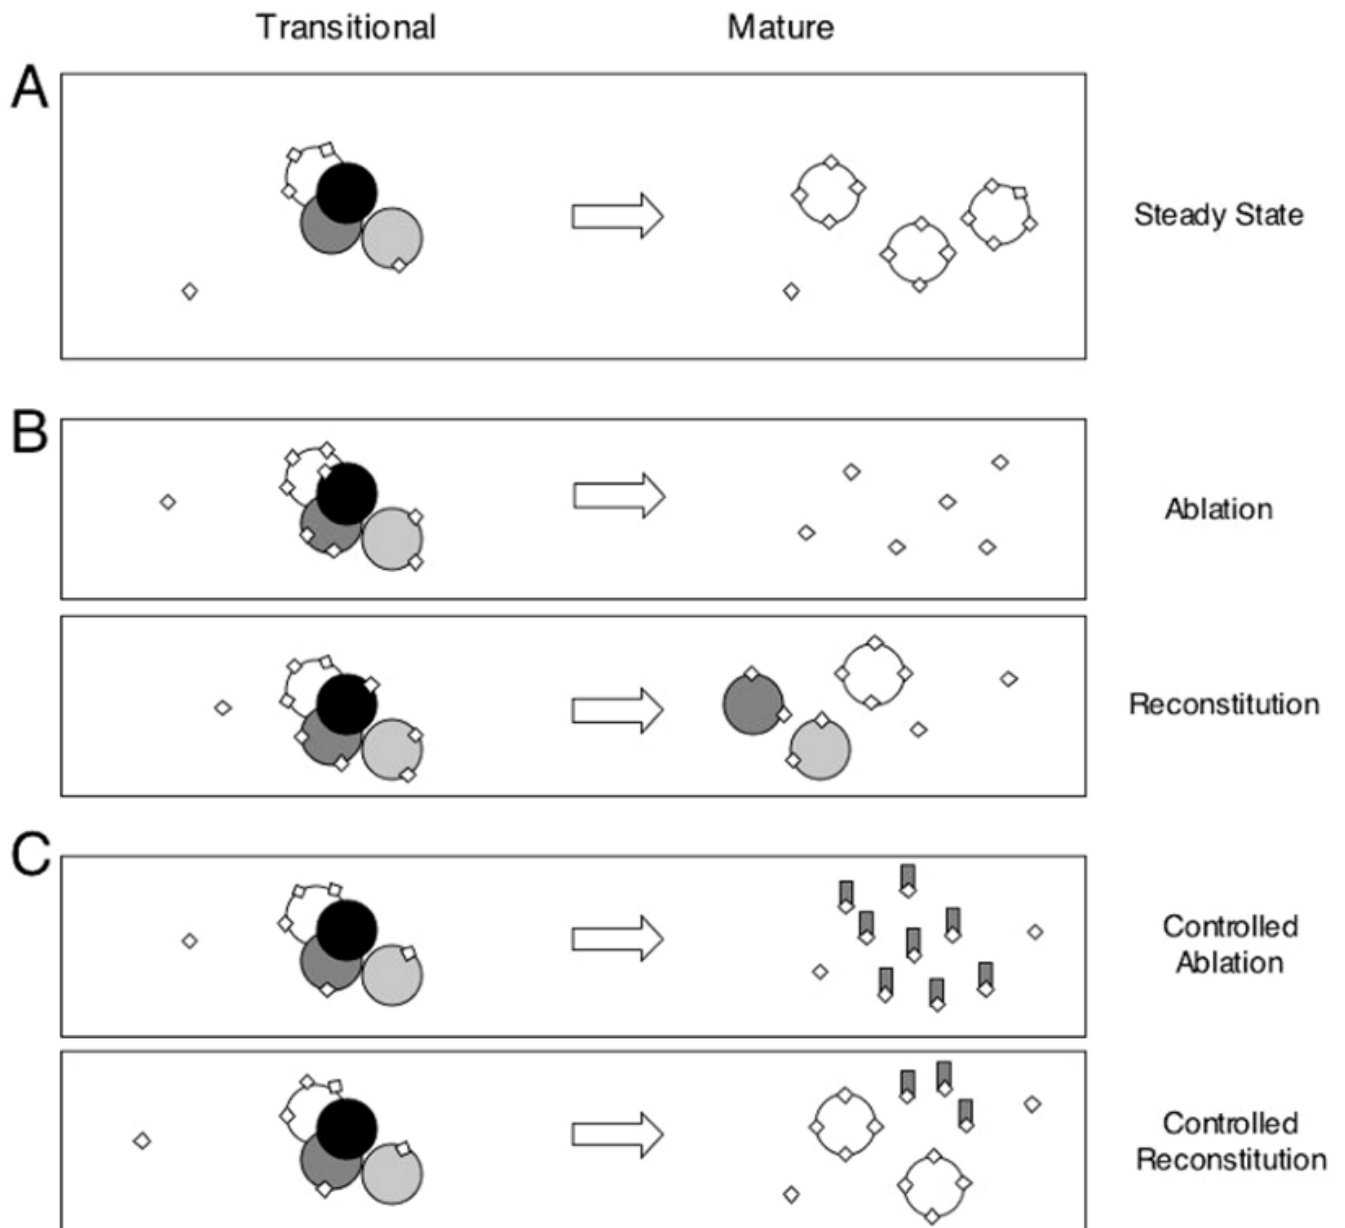 Transitional Mature
A
Steady State
B
Ablation
Reconstitution
C
Controlled
Ablation
Controlled
Reconstitution